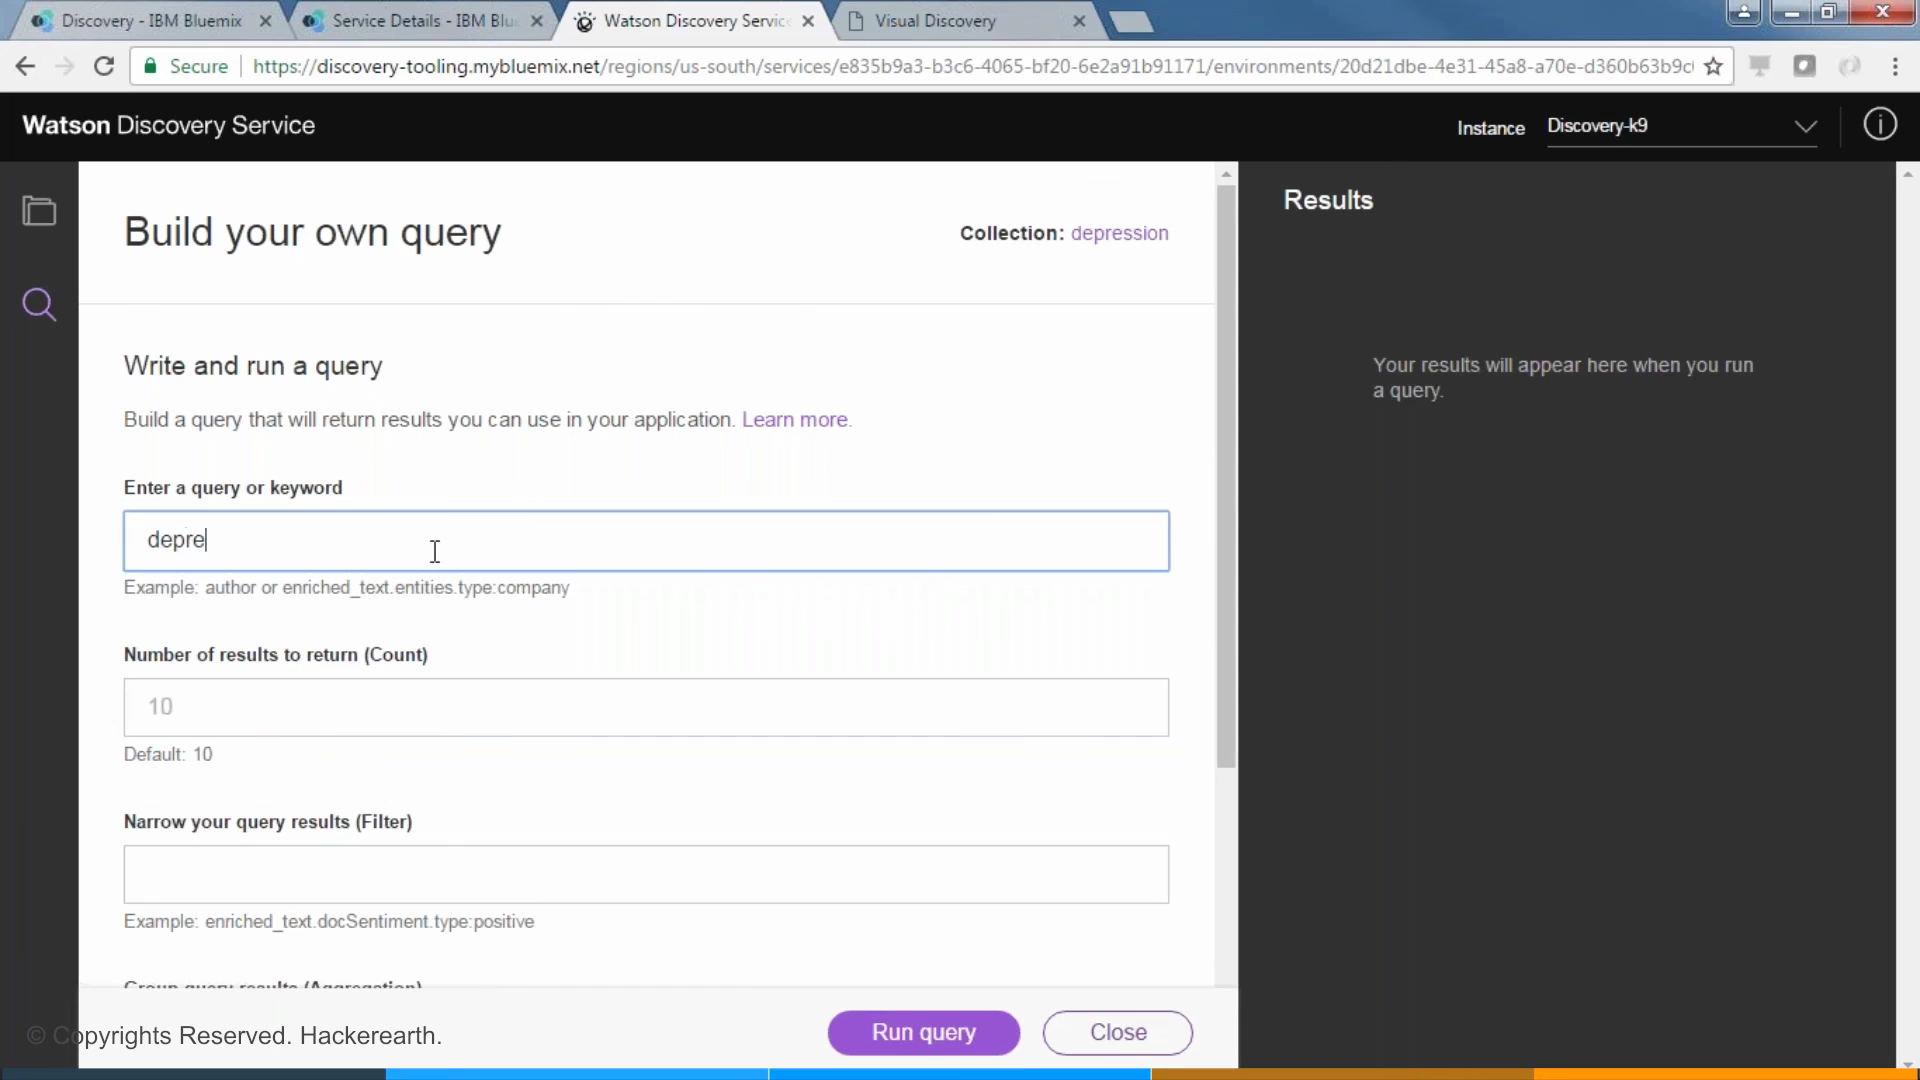 Discovery - IBM Bluemix
Service Details - IBM Blu
Watson Discovery Servic
Visual Discovery
Secure https://discovery-tooling.mybluemix.net/regions/us-south/services/e835b9a3-b3c6-4065-bf20-6e2a91b91171/environments/20d21dbe-4e31-45a8-a70e-d360b63b9c
Watson Discovery Service
Instance Discovery-k9
Build your own query
Collection: depression
Write and run a query
Build a query that will return results you can use in your application. Learn more.
Enter a query or keyword
depre
Example: author or enriched_text.entities.type:company
Number of results to return (Count)
10
Default: 10
Narrow your query results (Filter)
Example: enriched_text.docSentiment.type:positive
Group query results (Aggregation)
Run query
Close
Results
Your results will appear here when you run
a query.
© Copyrights Reserved. Hackerearth.